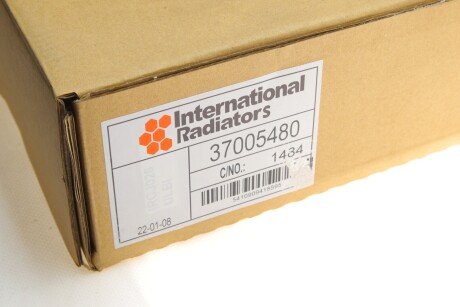 International
Radiators
37005480
C/NO.: 1434
22-01-08